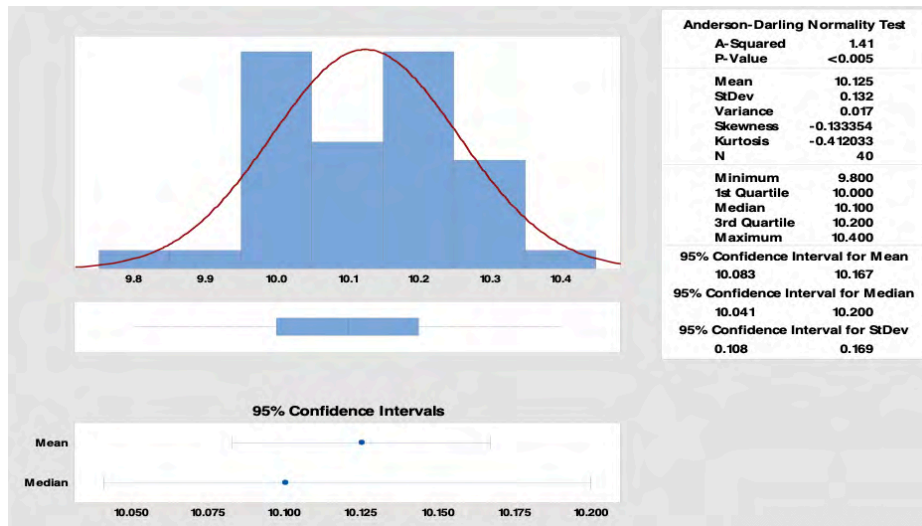 Anderson-Darling Normality Test
A-Squared 1.41
P-Value <0.005
Mean 10.125
StDev 0.132
Variance 0.017
Skewness -0.133354
Kurtosis -0.412033
N 40
Minimum 9.800
1st Quartile 10.000
Median 10.100
3rd Quartile 10.200
Maximum 10.400
95% Confidence Interval for Mean
10.083 10.167
95% Confidence Interval for Median
10.041 10.200
95% Confidence Interval for StDev
0.108 0.169
9.8 9.9 10.0 10.1 10.2 10.3 10.4
95% Confidence Intervals
Mean
Median
10.050 10.075 10.100 10.125 10.150 10.175 10.200